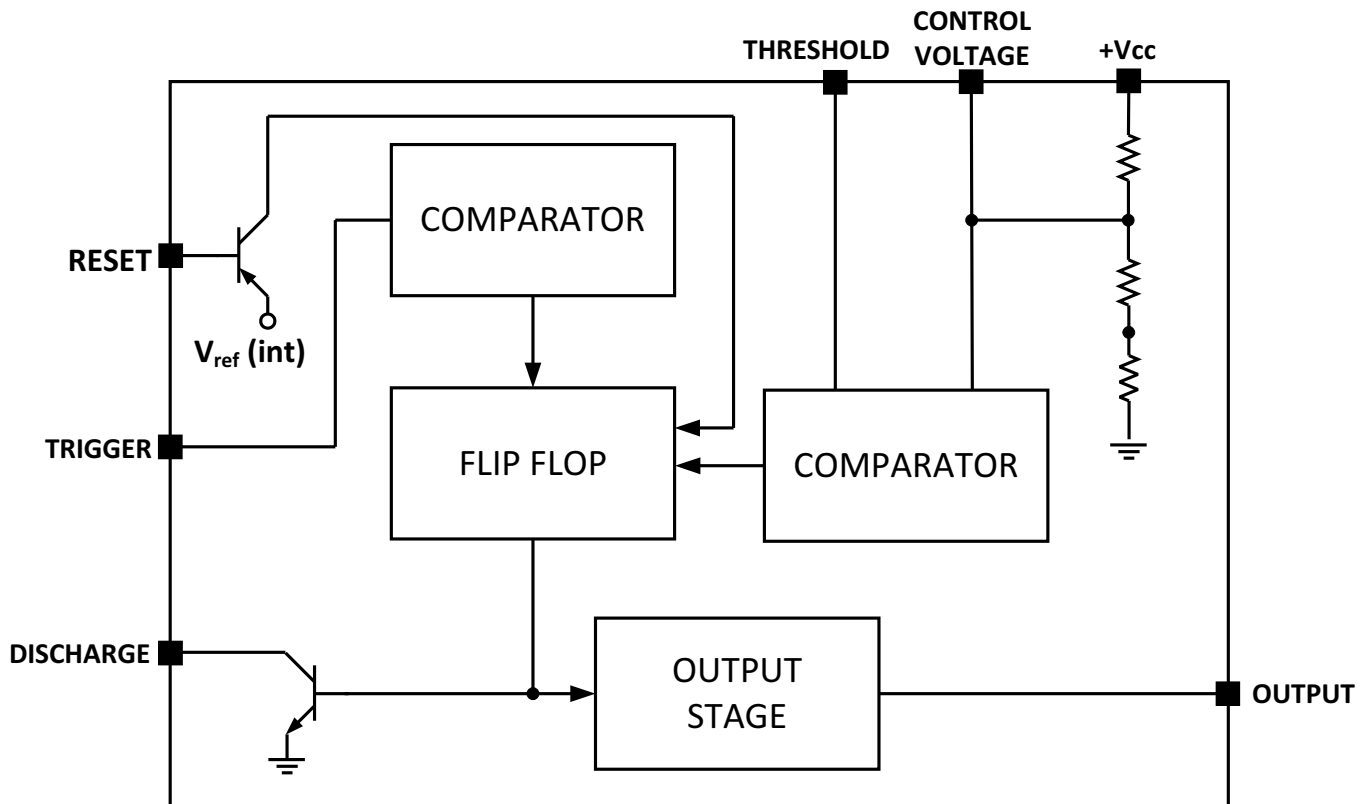 CONTROL
VOLTAGE
THRESHOLD
+Vcc
COMPARATOR
RESET
Vref (int)
TRIGGER
FLIP FLOP
COMPARATOR
DISCHARGE
OUTPUT
STAGE
OUTPUT